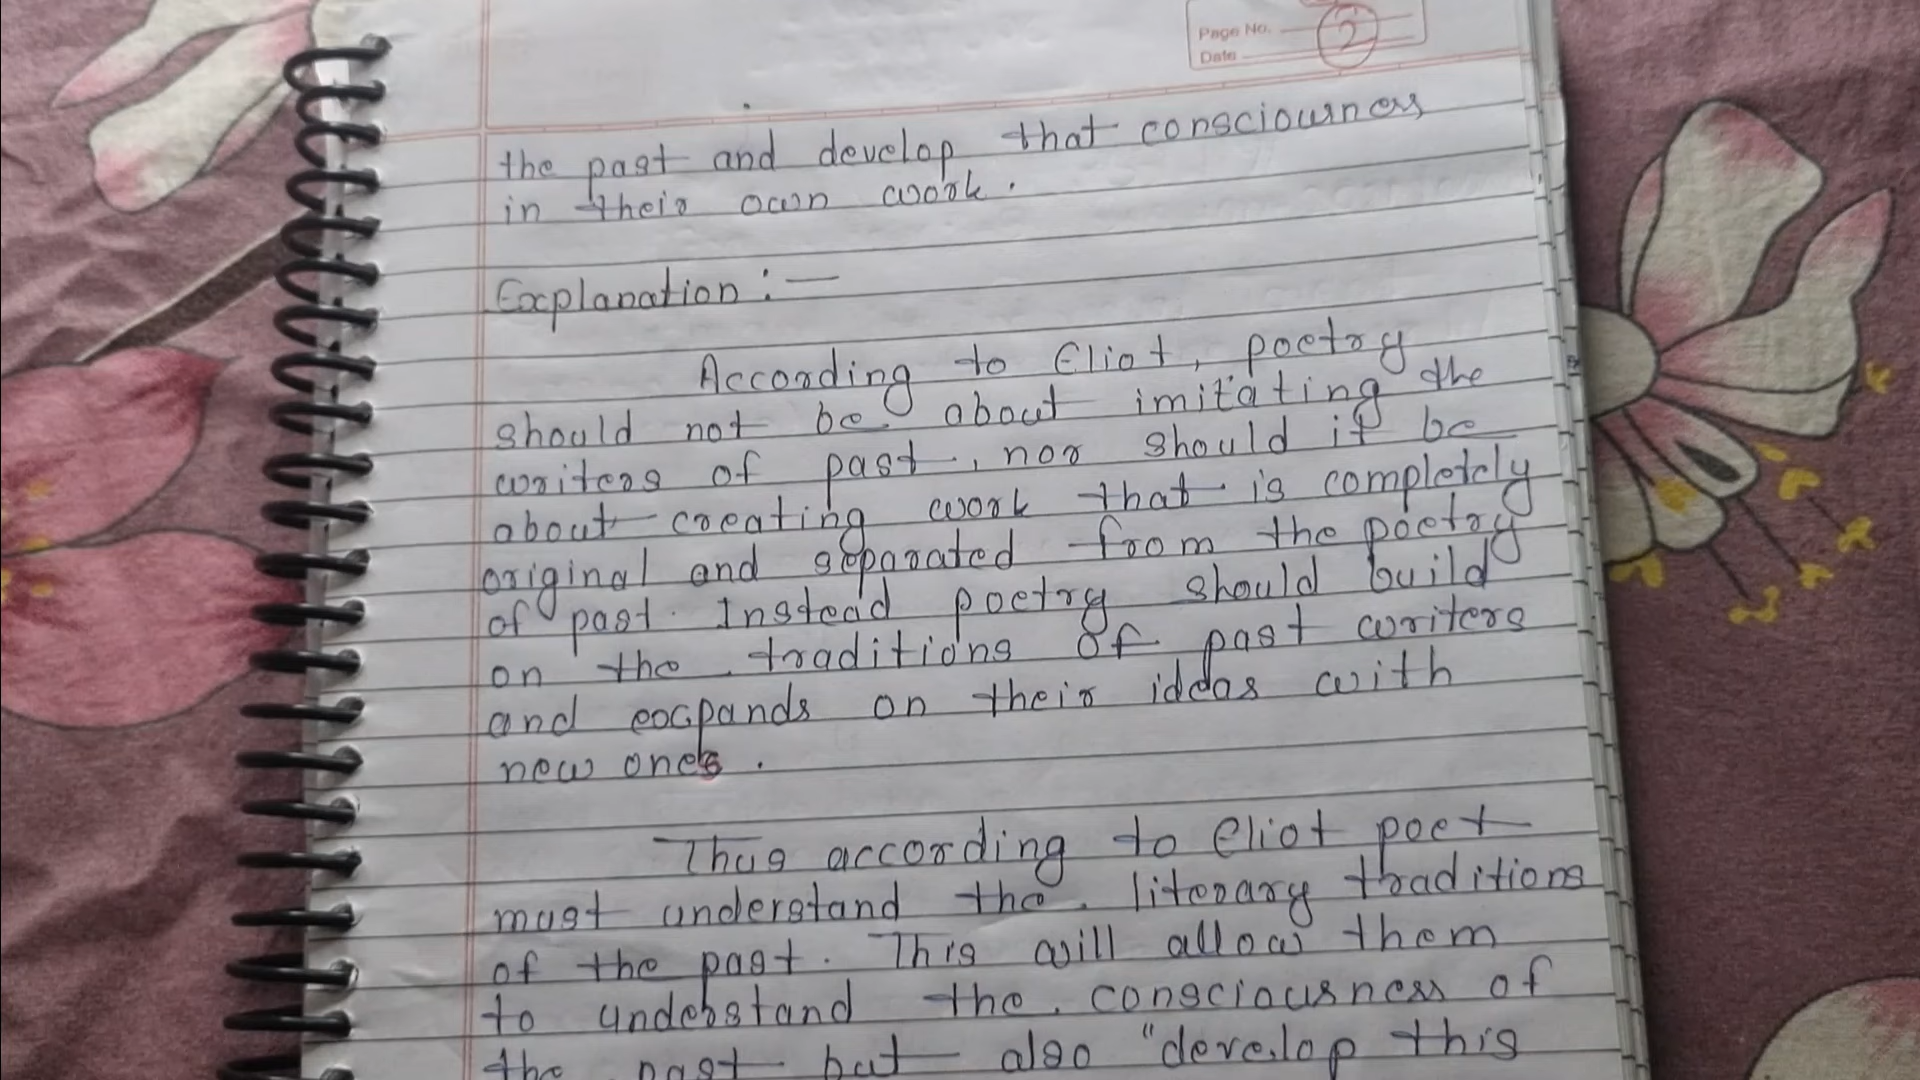 Page No.
2
Date
the past and develop that consciousness
in their own work.
Explanation :-
According to Eliot, poetry
should not be about imitating the
writers of past, nor should it be
about creating work that is completely
original and separated from the poetry
of past. Instead poetry should build
on the traditions of past writers
and expands on their ideas with
new ones.
Thus according to Eliot poet
must understand the literary traditions
of the past. This will allow them
to understand the consciousness of
the past but also "develop this